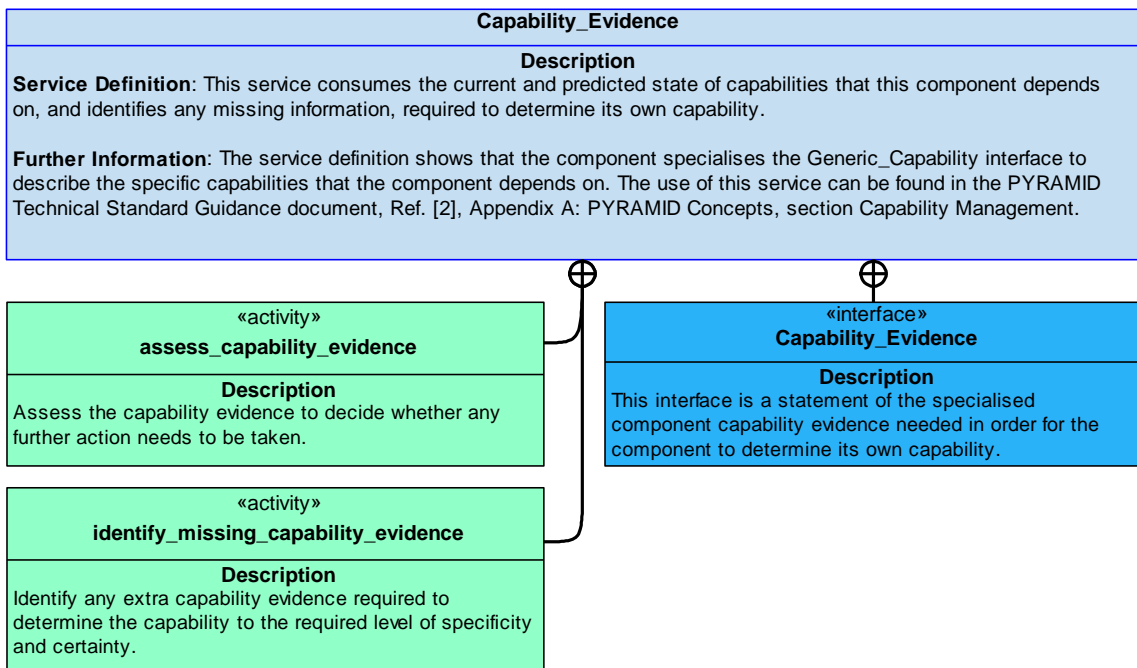 Capability_Evidence
Description
Service Definition: This service consumes the current and predicted state of capabilities that this component depends
on, and identifies any missing information, required to determine its own capability.
Further Information: The service definition shows that the component specialises the Generic_Capability interface to
describe the specific capabilities that the component depends on. The use of this service can be found in the PYRAMID
Technical Standard Guidance document, Ref. [2], Appendix A: PYRAMID Concepts, section Capability Management.
«activity»
assess_capability_evidence
Description
Assess the capability evidence to decide whether any
further action needs to be taken.
«interface»
Capability_Evidence
Description
This interface is a statement of the specialised
component capability evidence needed in order for the
component to determine its own capability.
«activity»
identify_missing_capability_evidence
Description
Identify any extra capability evidence required to
determine the capability to the required level of specificity
and certainty.